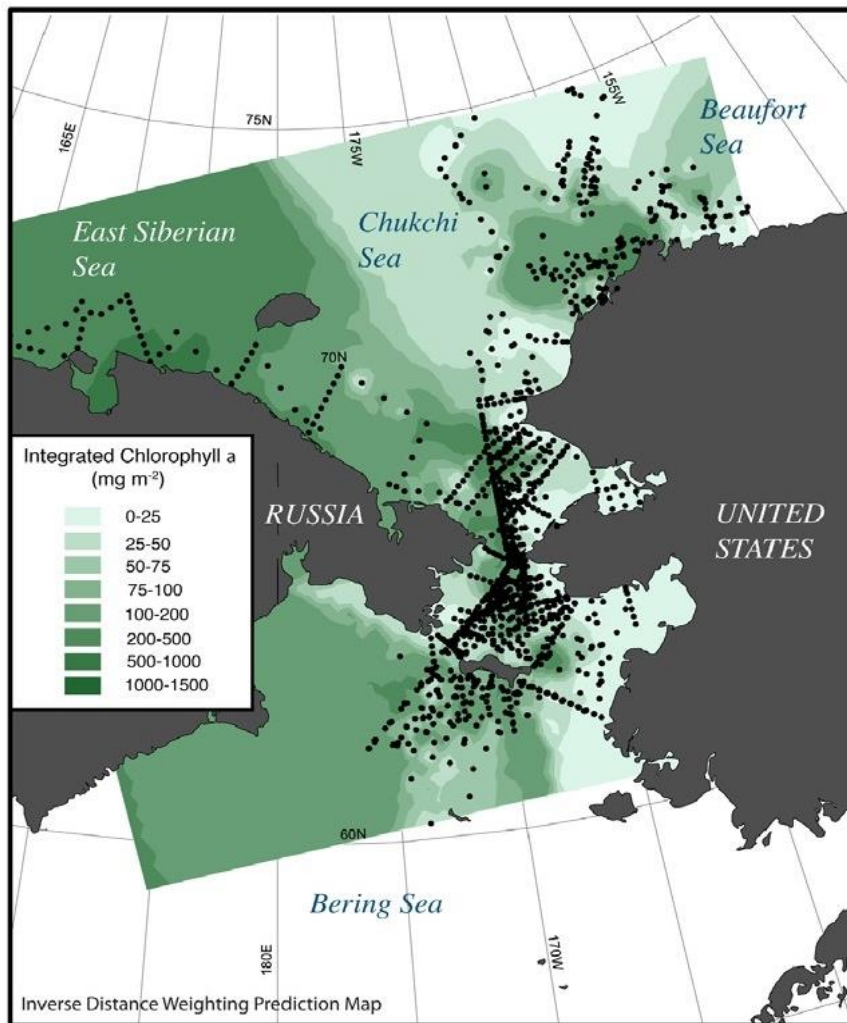 155W
75N
165E
175W
Beaufort
Sea
East Siberian
Sea
Chukchi
Sea
70N
Integrated Chlorophyll a
(mg m⁻²)
0-25
25-50
50-75
75-100
100-200
200-500
500-1000
1000-1500
RUSSIA
UNITED
STATES
60N
Bering Sea
180E
170W
Inverse Distance Weighting Prediction Map